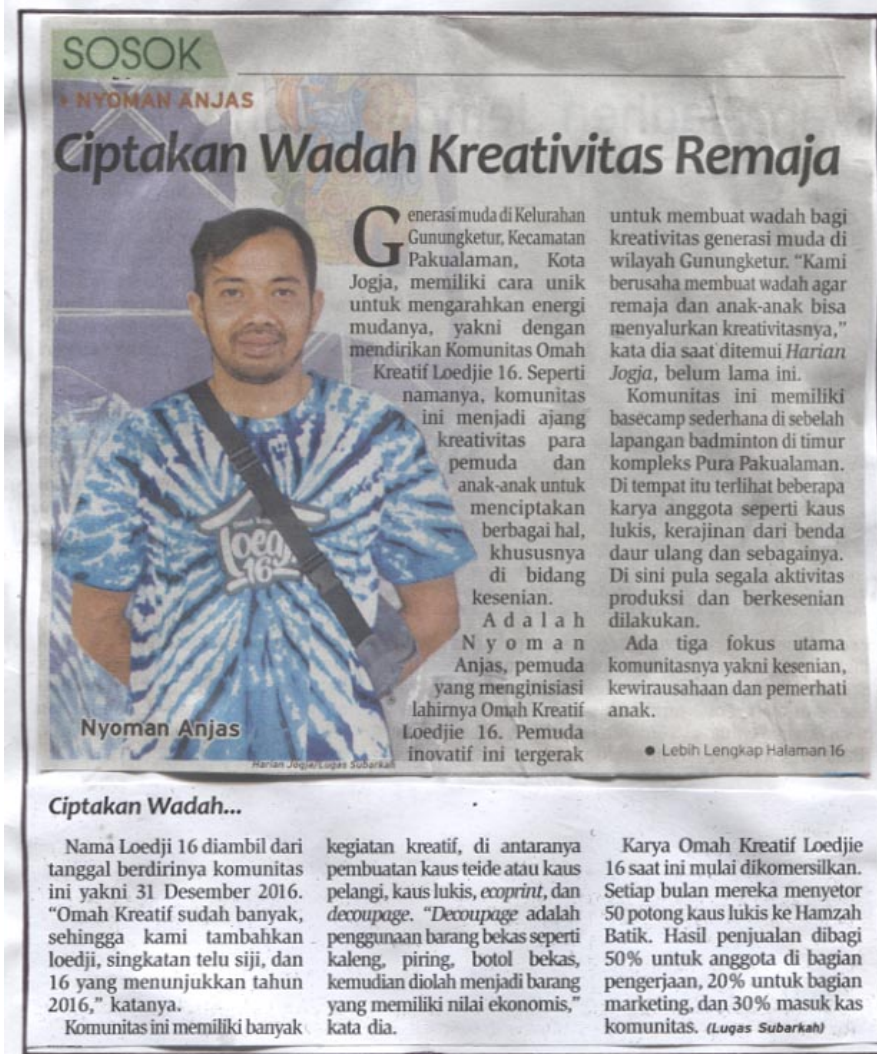 SOSOK
NYOMAN ANJAS
Ciptakan Wadah Kreativitas Remaja
Generasi muda di Kelurahan
Gunungketur, Kecamatan
Pakualaman, Kota
Jogja, memiliki cara unik
untuk mengarahkan energi
mudanya, yakni dengan
mendirikan Komunitas Omah
Kreatif Loedjie 16. Seperti
namanya, komunitas
ini menjadi ajang
kreativitas para
pemuda dan
anak-anak untuk
menciptakan
berbagai hal,
khususnya
di bidang
kesenian.
Adalah
Nyoman
Anjas, pemuda
yang menginisiasi
lahirnya Omah Kreatif
Loedjie 16. Pemuda
inovatif ini tergerak
untuk membuat wadah bagi
kreativitas generasi muda di
wilayah Gunungketur. “Kami
berusaha membuat wadah agar
remaja dan anak-anak bisa
menyalurkan kreativitasnya,”
kata dia saat ditemui Harian
Jogja, belum lama ini.
Komunitas ini memiliki
basecamp sederhana di sebelah
lapangan badminton di timur
kompleks Pura Pakualaman.
Di tempat itu terlihat beberapa
karya anggota seperti kaus
lukis, kerajinan dari benda
daur ulang dan sebagainya.
Di sini pula segala aktivitas
produksi dan berkesenian
dilakukan.
Ada tiga fokus utama
komunitasnya yakni kesenian,
kewirausahaan dan pemerhati
anak.
● Lebih Lengkap Halaman 16
16
Nyoman Anjas
Harian Jogja/Lugas Subarkah
Ciptakan Wadah...
Nama Loedji 16 diambil dari
tanggal berdirinya komunitas
ini yakni 31 Desember 2016.
“Omah Kreatif sudah banyak,
sehingga kami tambahkan
loedji, singkatan telu siji, dan
16 yang menunjukkan tahun
2016,” katanya.
Komunitas ini memiliki banyak
kegiatan kreatif, di antaranya
pembuatan kaus teide atau kaus
pelangi, kaus lukis, ecoprint, dan
decoupage. “Decoupage adalah
penggunaan barang bekas seperti
kaleng, piring, botol bekas,
kemudian diolah menjadi barang
yang memiliki nilai ekonomis,”
kata dia.
Karya Omah Kreatif Loedjie
16 saat ini mulai dikomersilkan.
Setiap bulan mereka menyetor
50 potong kaus lukis ke Hamzah
Batik. Hasil penjualan dibagi
50% untuk anggota di bagian
pengerjaan, 20% untuk bagian
marketing, dan 30% masuk kas
komunitas. (Lugas Subarkah)